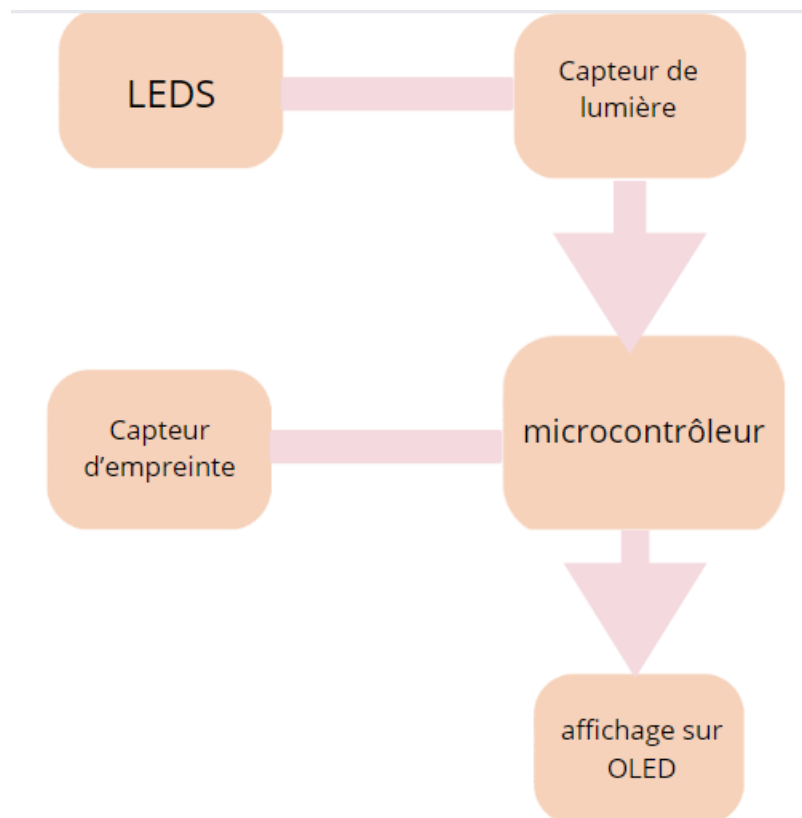 LEDS
Capteur de
lumière
Capteur
d’empreinte
microcontrôleur
affichage sur
OLED